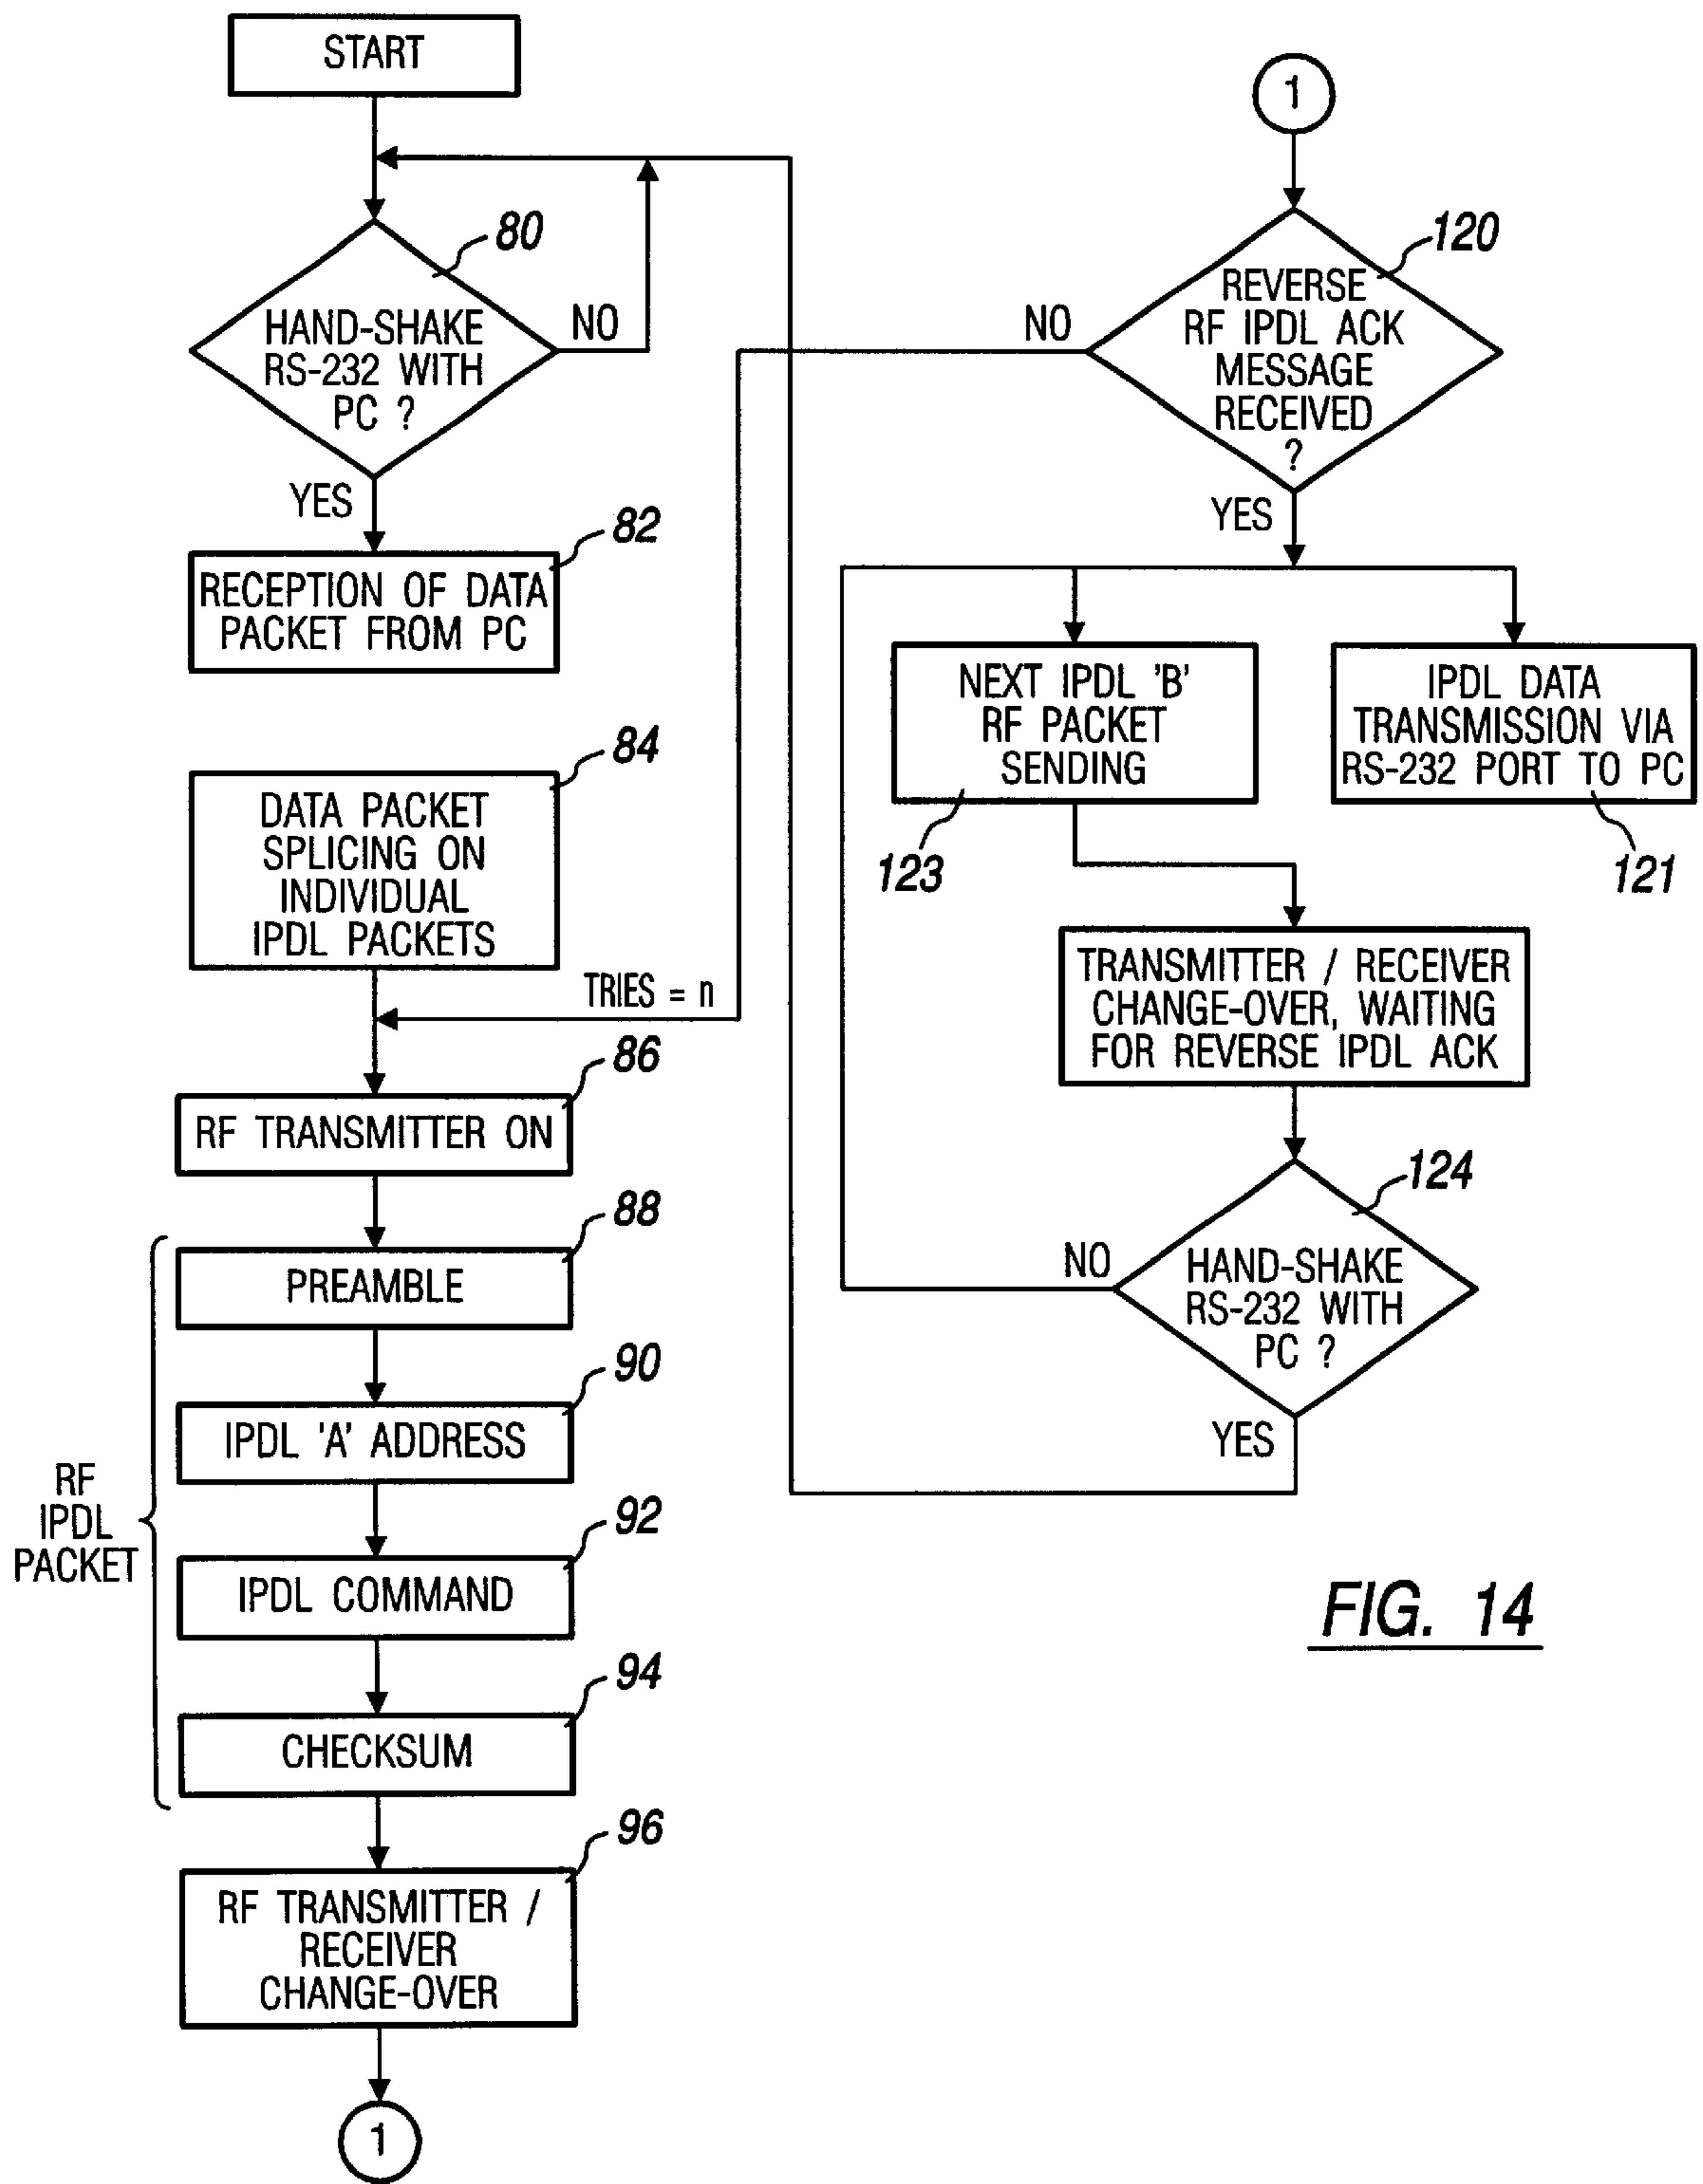 START
80
HAND-SHAKE
RS-232 WITH
PC ?
NO
YES
82
RECEPTION OF DATA
PACKET FROM PC
84
DATA PACKET
SPLICING ON
INDIVIDUAL
IPDL PACKETS
TRIES = n
86
RF TRANSMITTER ON
88
PREAMBLE
90
IPDL 'A' ADDRESS
RF
IPDL
PACKET
92
IPDL COMMAND
94
CHECKSUM
96
RF TRANSMITTER /
RECEIVER
CHANGE-OVER
1
1
120
REVERSE
RF IPDL ACK
MESSAGE
RECEIVED
?
NO
YES
NEXT IPDL 'B'
RF PACKET
SENDING
123
IPDL DATA
TRANSMISSION VIA
RS-232 PORT TO PC
121
TRANSMITTER / RECEIVER
CHANGE-OVER, WAITING
FOR REVERSE IPDL ACK
124
HAND-SHAKE
RS-232 WITH
PC ?
NO
YES
FIG. 14